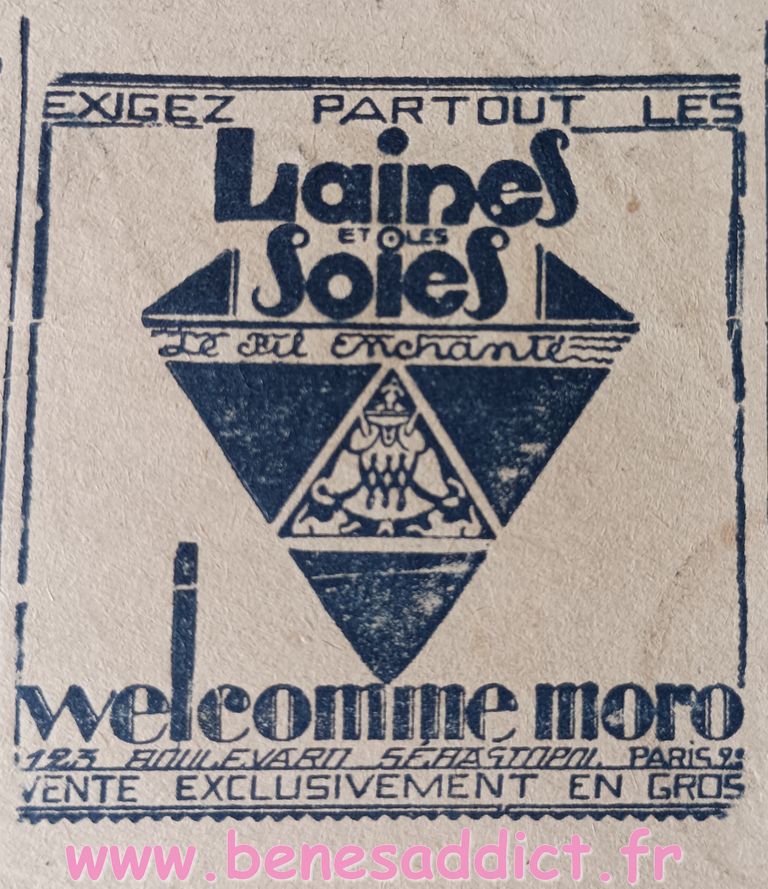 EXIGEZ PARTOUT LES
Laines
ET LES
Soies
Le Fil Enchanté
welcomme moro
123 BOULEVARD SÉBASTOPOL PARIS 2e
VENTE EXCLUSIVEMENT EN GROS
www.benesaddict.fr